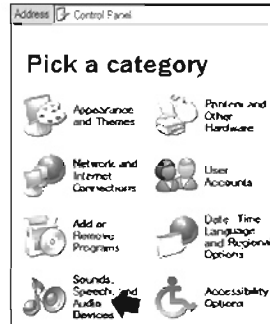 Address Control Panel
Pick a category
Appearance
and Themes
Printers and
Other
Hardware
Network and
Internet
Connections
User
Accounts
Add or
Remove
Programs
Date, Time,
Language,
and Regional
Options
Sounds,
Speech, and
Audio
Devices
Accessibility
Options